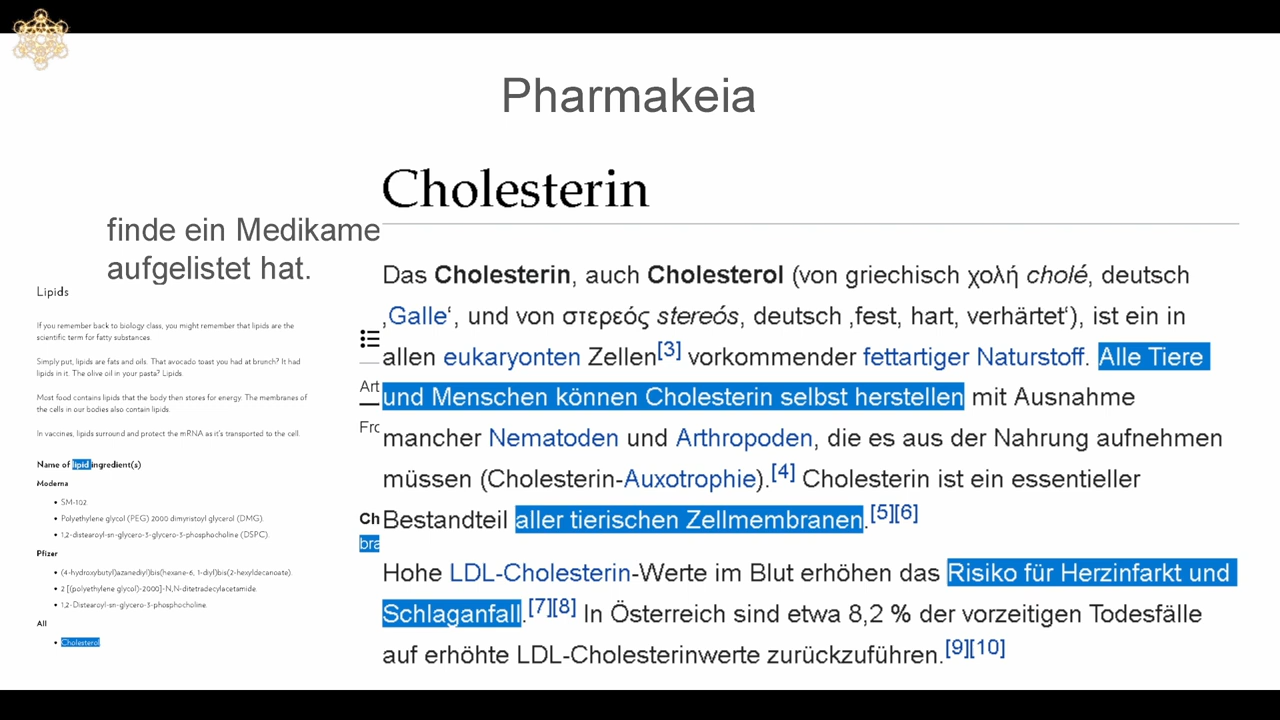 Pharmakeia
finde ein Medikame
aufgelistet hat.
Lipids
If you remember back to biology class, you might remember that lipids are the
scientific term for fatty substances.
Simply put, lipids are fats and oils. That avocado toast you had at brunch? It had
lipids in it. The olive oil in your pasta? Lipids.
Most food contains lipids that the body then stores for energy. The membranes of
the cells in our bodies also contain lipids.
In vaccines, lipids surround and protect the mRNA as it's transported to the cell.
Name of lipid ingredient(s)
Moderna
• SM-102.
• Polyethylene glycol (PEG) 2000 dimyristoyl glycerol (DMG).
• 1,2-distearoyl-sn-glycero-3-glycero-3-phosphocholine (DSPC).
Pfizer
• (4-hydroxybutyl)azanediyl)bis(hexane-6, 1-diyl)bis(2-hexyldecanoate).
• 2 [(polyethylene glycol)-2000]-N,N-ditetradecylacetamide.
• 1,2-Distearoyl-sn-glycero-3-phosphocholine.
All
• Cholesterol
Art
Fro
Ch
bra
Cholesterin
Das Cholesterin, auch Cholesterol (von griechisch χολή cholé, deutsch
‚Galle‘, und von στερεός stereós, deutsch ‚fest, hart, verhärtet‘), ist ein in
allen eukaryonten Zellen[3] vorkommender fettartiger Naturstoff. Alle Tiere
und Menschen können Cholesterin selbst herstellen mit Ausnahme
mancher Nematoden und Arthropoden, die es aus der Nahrung aufnehmen
müssen (Cholesterin-Auxotrophie).[4] Cholesterin ist ein essentieller
Bestandteil aller tierischen Zellmembranen.[5][6]
Hohe LDL-Cholesterin-Werte im Blut erhöhen das Risiko für Herzinfarkt und
Schlaganfall.[7][8] In Österreich sind etwa 8,2 % der vorzeitigen Todesfälle
auf erhöhte LDL-Cholesterinwerte zurückzuführen.[9][10]